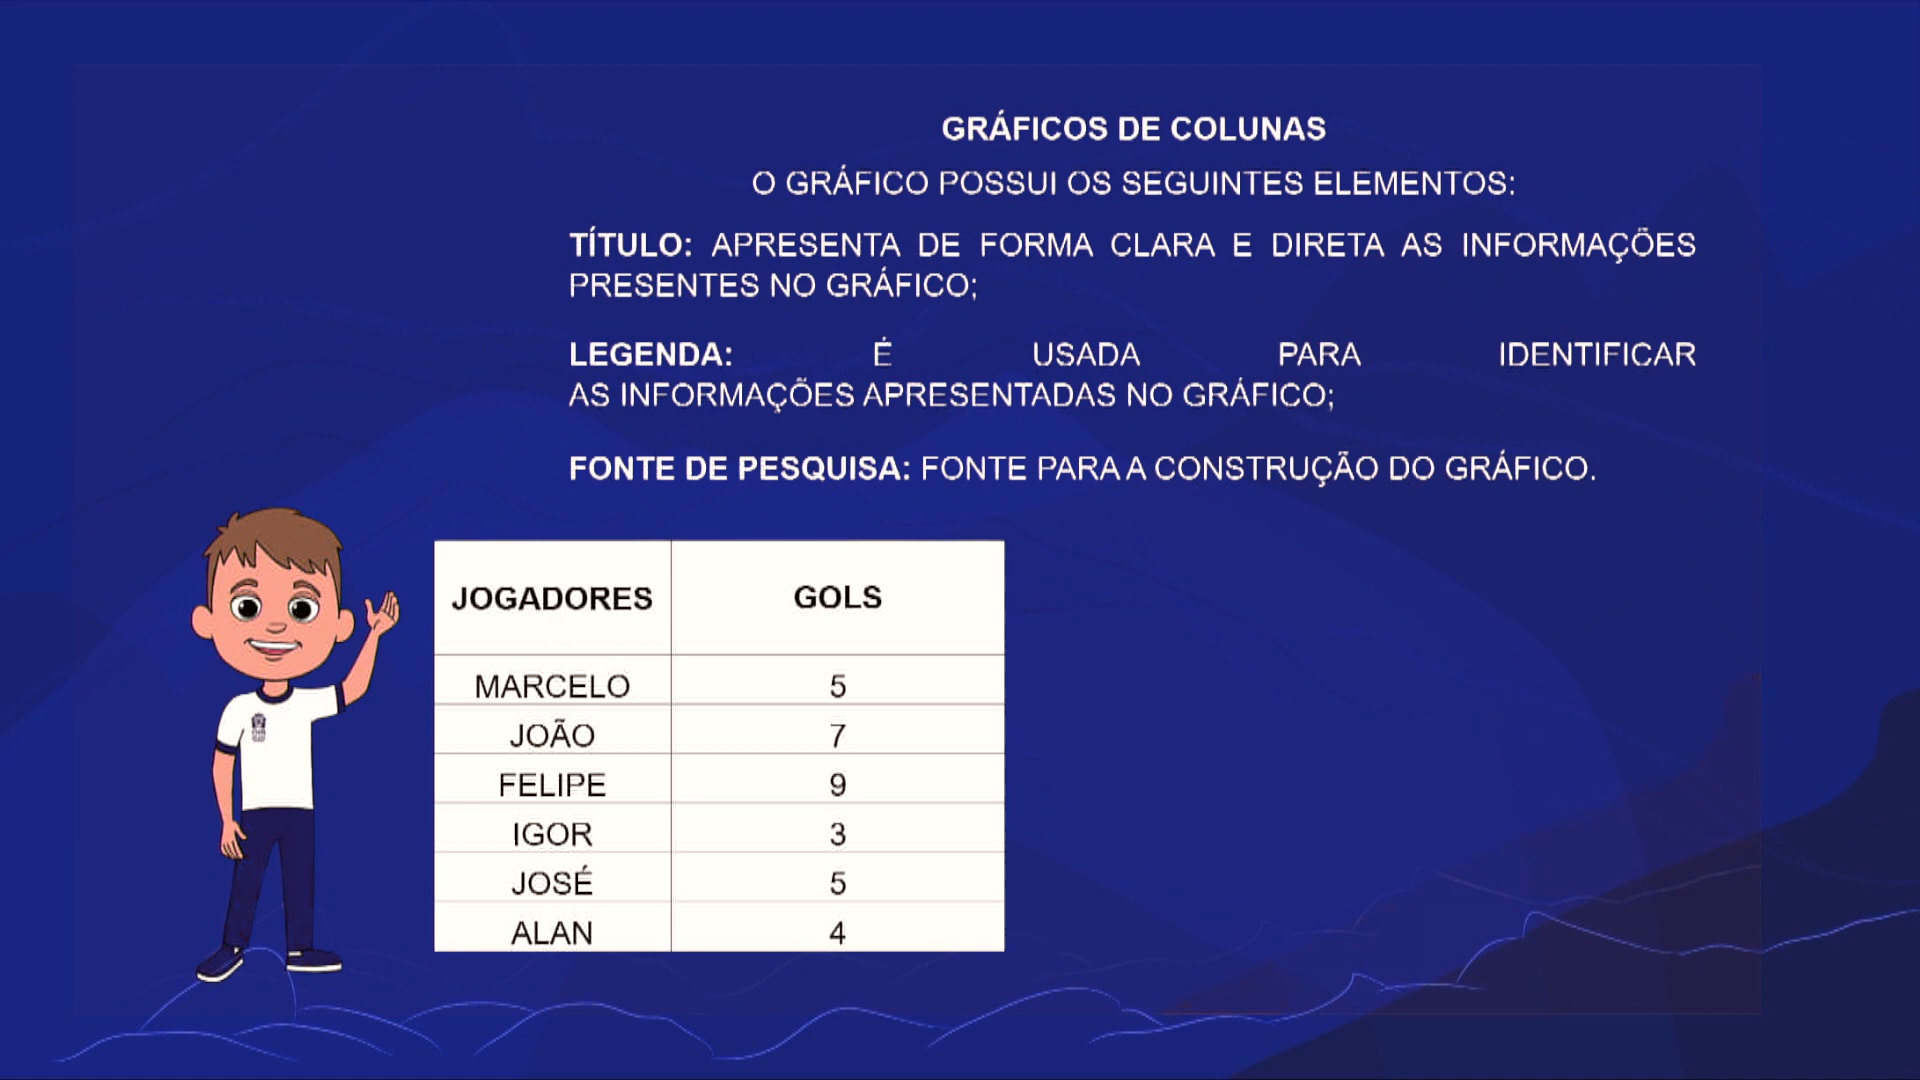 GRÁFICOS DE COLUNAS
O GRÁFICO POSSUI OS SEGUINTES ELEMENTOS:
TÍTULO: APRESENTA DE FORMA CLARA E DIRETA AS INFORMAÇÕES
PRESENTES NO GRÁFICO;
LEGENDA: É USADA PARA IDENTIFICAR
AS INFORMAÇÕES APRESENTADAS NO GRÁFICO;
FONTE DE PESQUISA: FONTE PARA A CONSTRUÇÃO DO GRÁFICO.
JOGADORES GOLS
MARCELO 5
JOÃO 7
FELIPE 9
IGOR 3
JOSÉ 5
ALAN 4